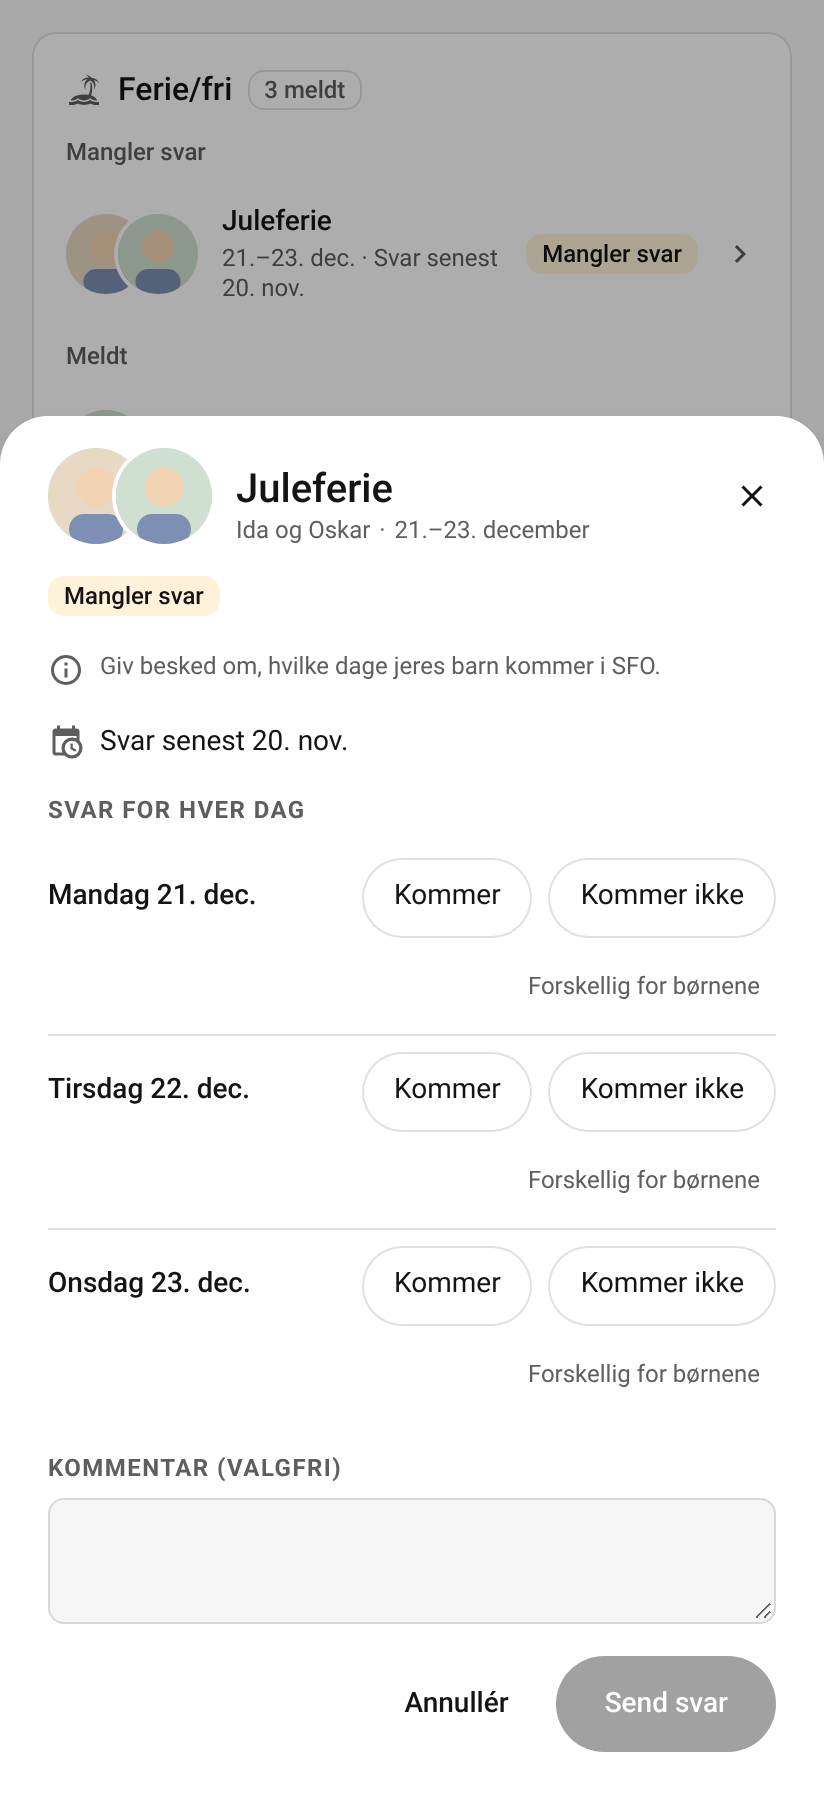 Ferie/fri
3 meldt
Mangler svar
Juleferie
21.–23. dec. · Svar senest
20. nov.
Mangler svar
Meldt
Juleferie
Ida og Oskar · 21.–23. december
Mangler svar
Giv besked om, hvilke dage jeres barn kommer i SFO.
Svar senest 20. nov.
SVAR FOR HVER DAG
Mandag 21. dec.
Kommer
Kommer ikke
Forskellig for børnene
Tirsdag 22. dec.
Kommer
Kommer ikke
Forskellig for børnene
Onsdag 23. dec.
Kommer
Kommer ikke
Forskellig for børnene
KOMMENTAR (VALGFRI)
Annullér
Send svar